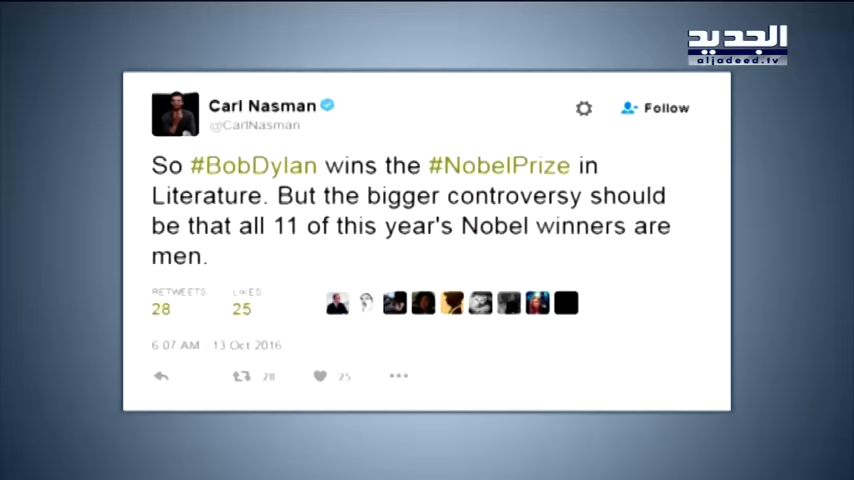 الجديد
aljadeed.tv
Carl Nasman
@CarlNasman
Follow
So #BobDylan wins the #NobelPrize in
Literature. But the bigger controversy should
be that all 11 of this year's Nobel winners are
men.
RETWEETS LIKES
28 25
6:07 AM - 13 Oct 2016
28 25